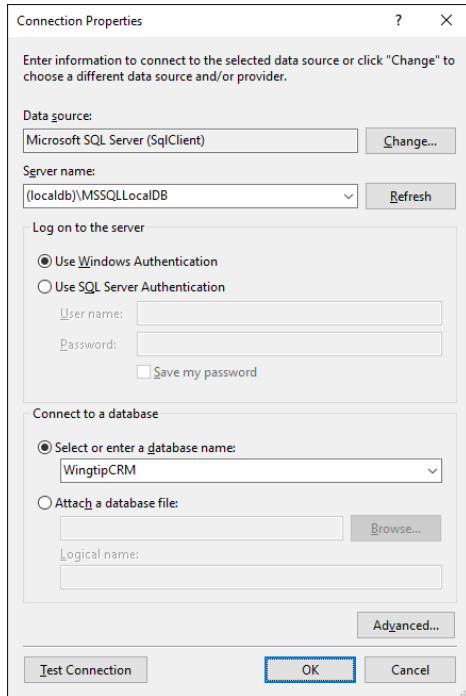 Connection Properties ? ×
Enter information to connect to the selected data source or click "Change" to
choose a different data source and/or provider.
Data source:
Microsoft SQL Server (SqlClient) Change...
Server name:
(localdb)\MSSQLLocalDB Refresh
Log on to the server
Use Windows Authentication
Use SQL Server Authentication
User name:
Password:
Save my password
Connect to a database
Select or enter a database name:
WingtipCRM
Attach a database file:
Browse...
Logical name:
Advanced...
Test Connection OK Cancel